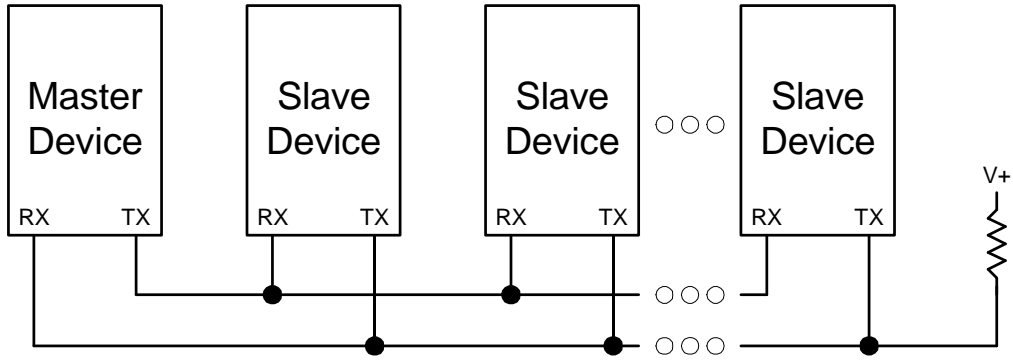 Master
Device
Slave
Device
Slave
Device
Slave
Device
RX TX
RX TX
RX TX
RX TX
V+